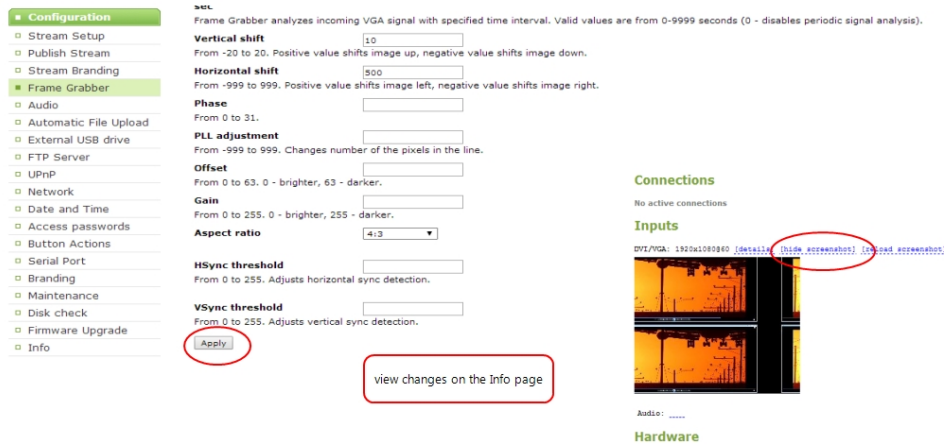 Configuration
Stream Setup
Publish Stream
Stream Branding
Frame Grabber
Audio
Automatic File Upload
External USB drive
FTP Server
UPnP
Network
Date and Time
Access passwords
Button Actions
Serial Port
Branding
Maintenance
Disk check
Firmware Upgrade
Info
sec
Frame Grabber analyzes incoming VGA signal with specified time interval. Valid values are from 0-9999 seconds (0 - disables periodic signal analysis).
Vertical shift 10
From -20 to 20. Positive value shifts image up, negative value shifts image down.
Horizontal shift 500
From -999 to 999. Positive value shifts image left, negative value shifts image right.
Phase
From 0 to 31.
PLL adjustment
From -999 to 999. Changes number of the pixels in the line.
Offset
From 0 to 63. 0 - brighter, 63 - darker.
Gain
From 0 to 255. 0 - brighter, 255 - darker.
Aspect ratio 4:3
HSync threshold
From 0 to 255. Adjusts horizontal sync detection.
VSync threshold
From 0 to 255. Adjusts vertical sync detection.
Apply
view changes on the Info page
Connections
No active connections
Inputs
DVI/VGA: 1920x1080@60 [details] [hide screenshot] [reload screenshot]
Audio:
Hardware